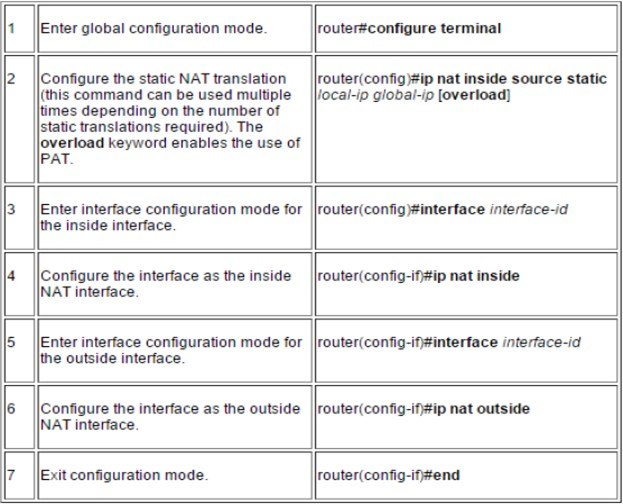 1
Enter global configuration mode.
router#configure terminal
2
Configure the static NAT translation
(this command can be used multiple
times depending on the number of
static translations required). The
overload keyword enables the use of
PAT.
router(config)#ip nat inside source static
local-ip global-ip [overload]
3
Enter interface configuration mode for
the inside interface.
router(config)#interface interface-id
4
Configure the interface as the inside
NAT interface.
router(config-if)#ip nat inside
5
Enter interface configuration mode for
the outside interface.
router(config-if)#interface interface-id
6
Configure the interface as the outside
NAT interface.
router(config-if)#ip nat outside
7
Exit configuration mode.
router(config-if)#end